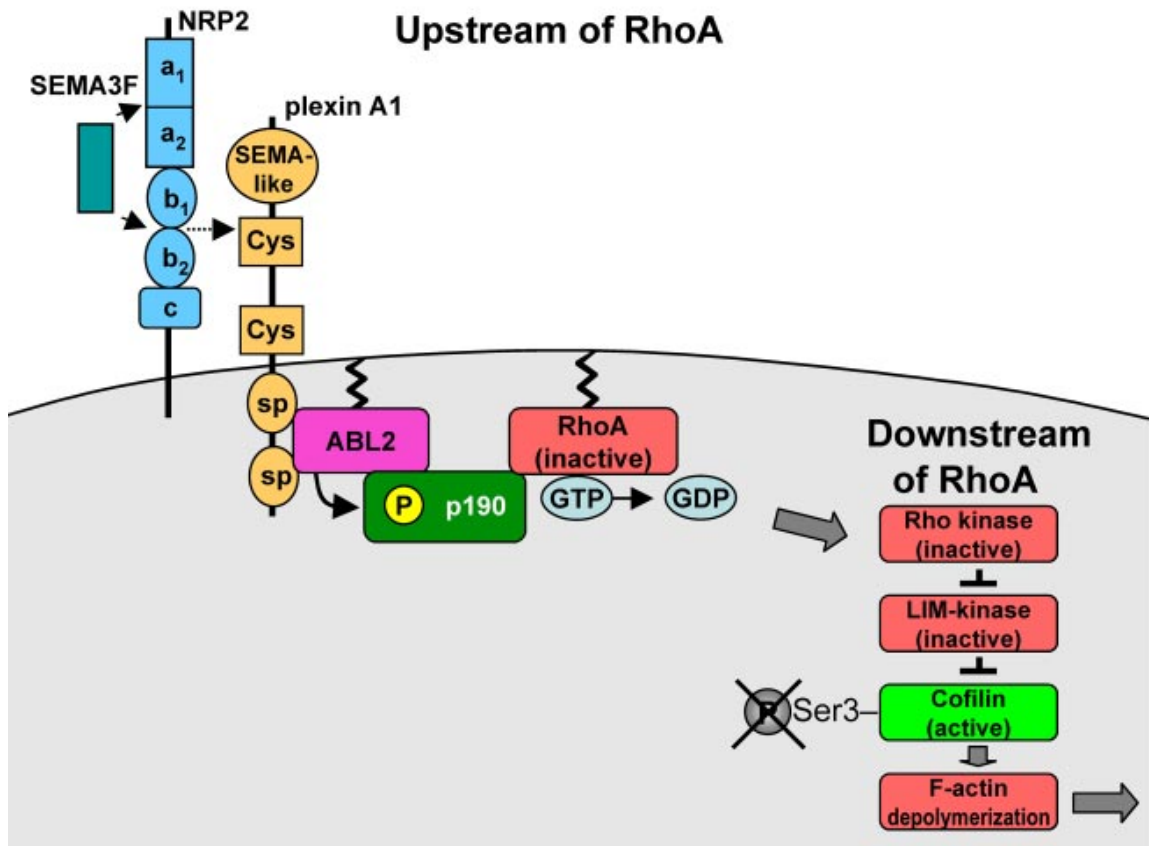 NRP2
Upstream of RhoA
a1
SEMA3F
plexin A1
a2
SEMA-
like
b1
Cys
b2
c
Cys
sp
ABL2
RhoA
(inactive)
Downstream
of RhoA
sp
P
p190
GTP
GDP
Rho kinase
(inactive)
LIM-kinase
(inactive)
P
Ser3–
Cofilin
(active)
F-actin
depolymerization